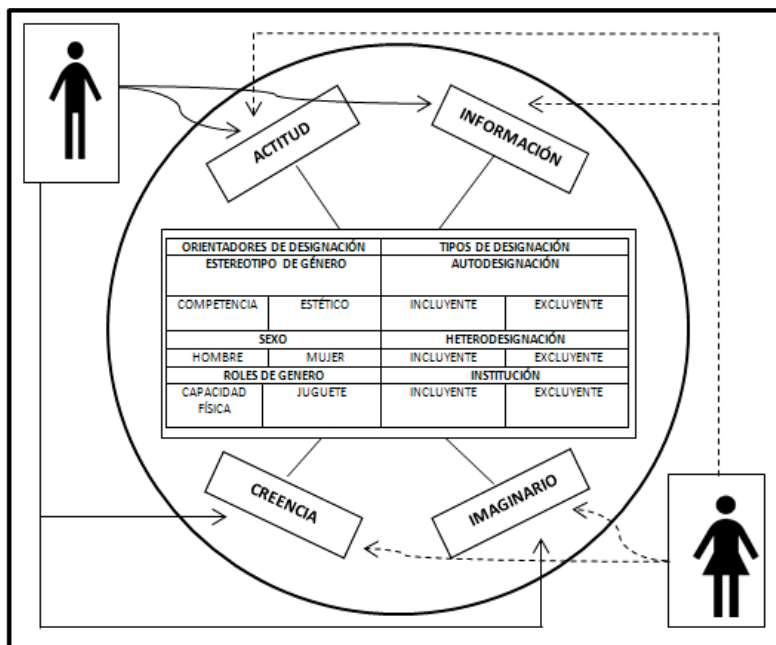 ACTITUD
INFORMACIÓN
ORIENTADORES DE DESIGNACIÓN TIPOS DE DESIGNACIÓN
ESTEREOTIPO DE GÉNERO AUTODESIGNACIÓN
COMPETENCIA ESTÉTICO INCLUYENTE EXCLUYENTE
SEXO HETERODESIGNACIÓN
HOMBRE MUJER INCLUYENTE EXCLUYENTE
ROLES DE GENERO INSTITUCIÓN
CAPACIDAD JUGUETE INCLUYENTE EXCLUYENTE
FÍSICA
CREENCIA
IMAGINARIO